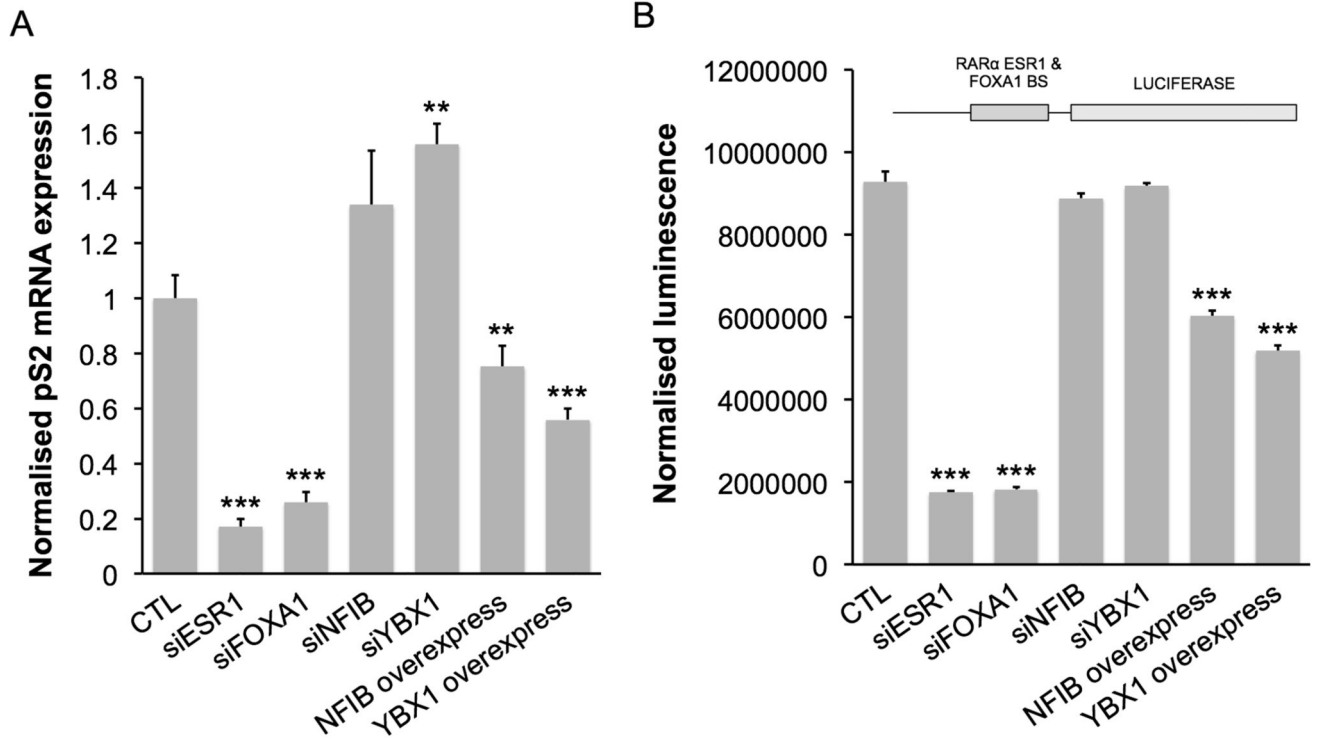 A
Normalised pS2 mRNA expression
1.8
1.6
1.4
1.2
1
0.8
0.6
0.4
0.2
0
**
***
***
**
***
CTL
siESR1
siFOXA1
siNFIB
siYBX1
NFIB overexpress
YBX1 overexpress
B
Normalised luminescence
12000000
10000000
8000000
6000000
4000000
2000000
0
RARα ESR1 &
FOXA1 BS
LUCIFERASE
***
***
***
***
CTL
siESR1
siFOXA1
siNFIB
siYBX1
NFIB overexpress
YBX1 overexpress